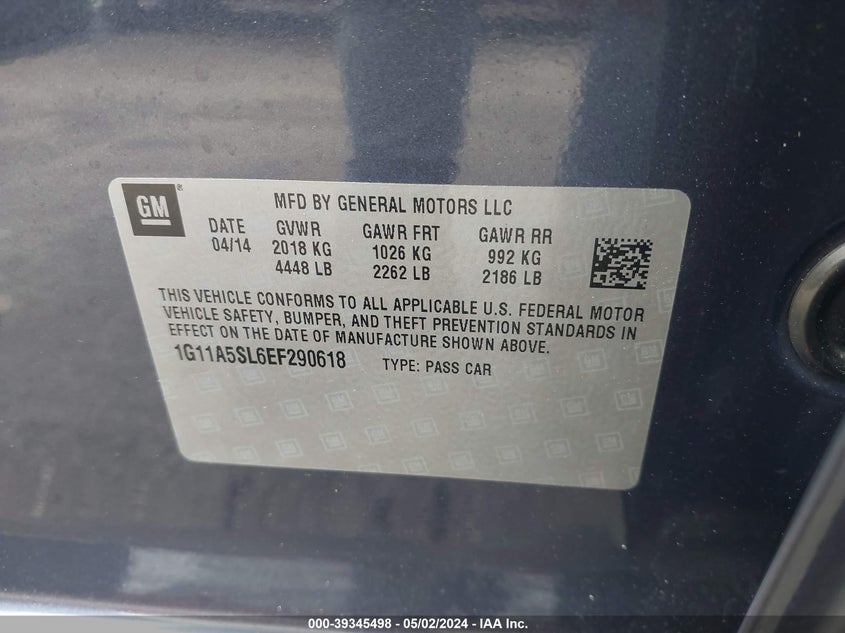 GM ®
MFD BY GENERAL MOTORS LLC
DATE GVWR GAWR FRT GAWR RR
04/14 2018 KG 1026 KG 992 KG
4448 LB 2262 LB 2186 LB
THIS VEHICLE CONFORMS TO ALL APPLICABLE U.S. FEDERAL MOTOR
VEHICLE SAFETY, BUMPER, AND THEFT PREVENTION STANDARDS IN
EFFECT ON THE DATE OF MANUFACTURE SHOWN ABOVE.
1G11A5SL6EF290618 TYPE: PASS CAR
000-39345498 - 05/02/2024 - IAA Inc.